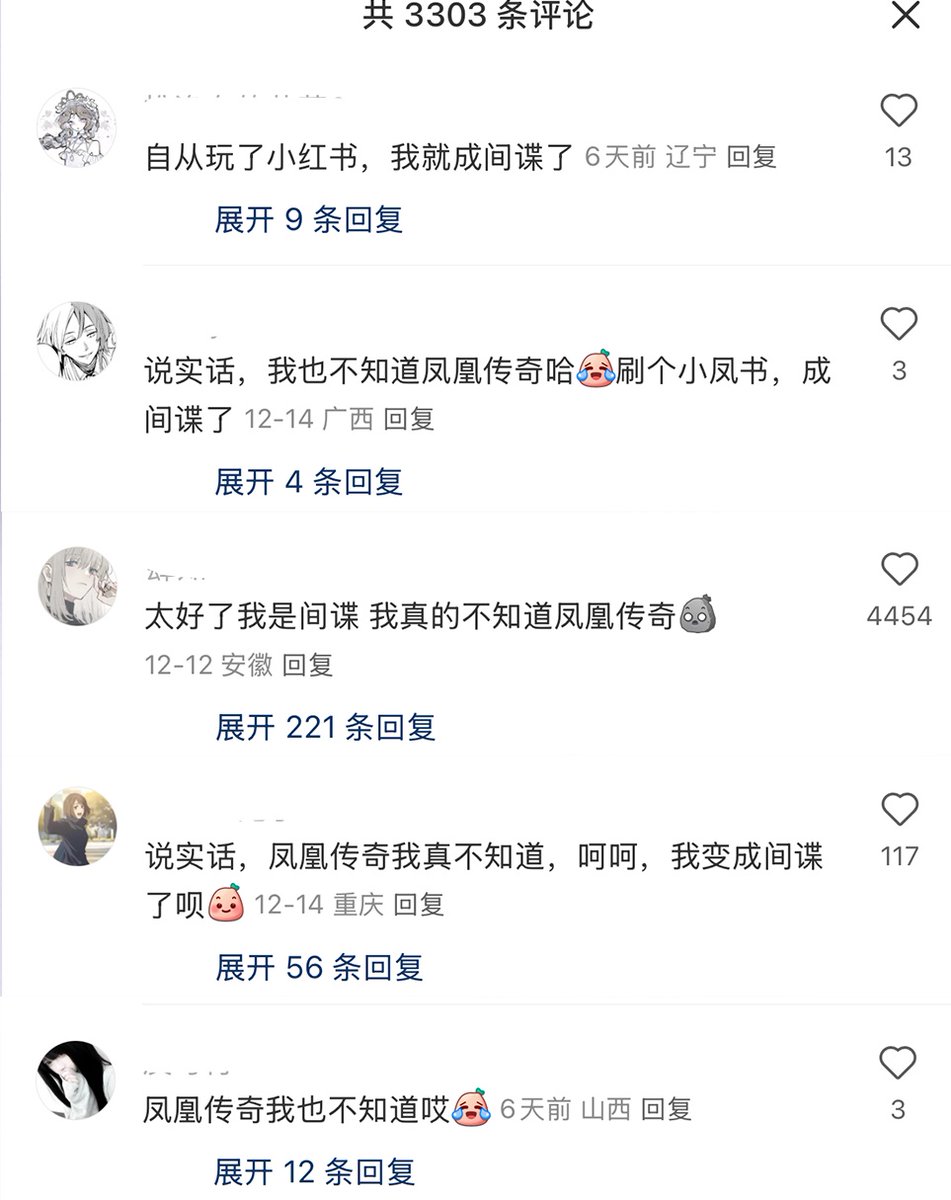 共 3303 条评论
自从玩了小红书，我就成间谍了 6天前 辽宁 回复
13
展开 9 条回复
说实话，我也不知道凤凰传奇哈刷个小凤书，成
3
间谍了 12-14 广西 回复
展开 4 条回复
太好了我是间谍 我真的不知道凤凰传奇
4454
12-12 安徽 回复
展开 221 条回复
说实话，凤凰传奇我真不知道，呵呵，我变成间谍
117
了呗 12-14 重庆 回复
展开 56 条回复
凤凰传奇我也不知道哎 6天前 山西 回复
3
展开 12 条回复